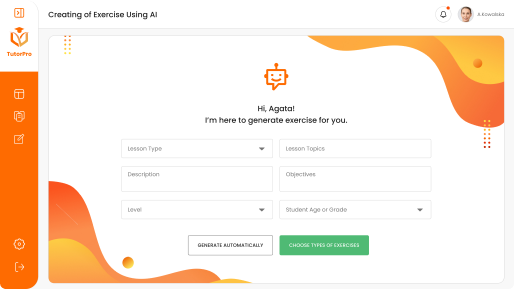 Creating of Exercise Using AI
A.Kowalska
TutorPro
Hi, Agata!
I'm here to generate exercise for you.
Lesson Type
Lesson Topics
Description
Objectives
Level
Student Age or Grade
GENERATE AUTOMATICALLY
CHOOSE TYPES OF EXERCISES